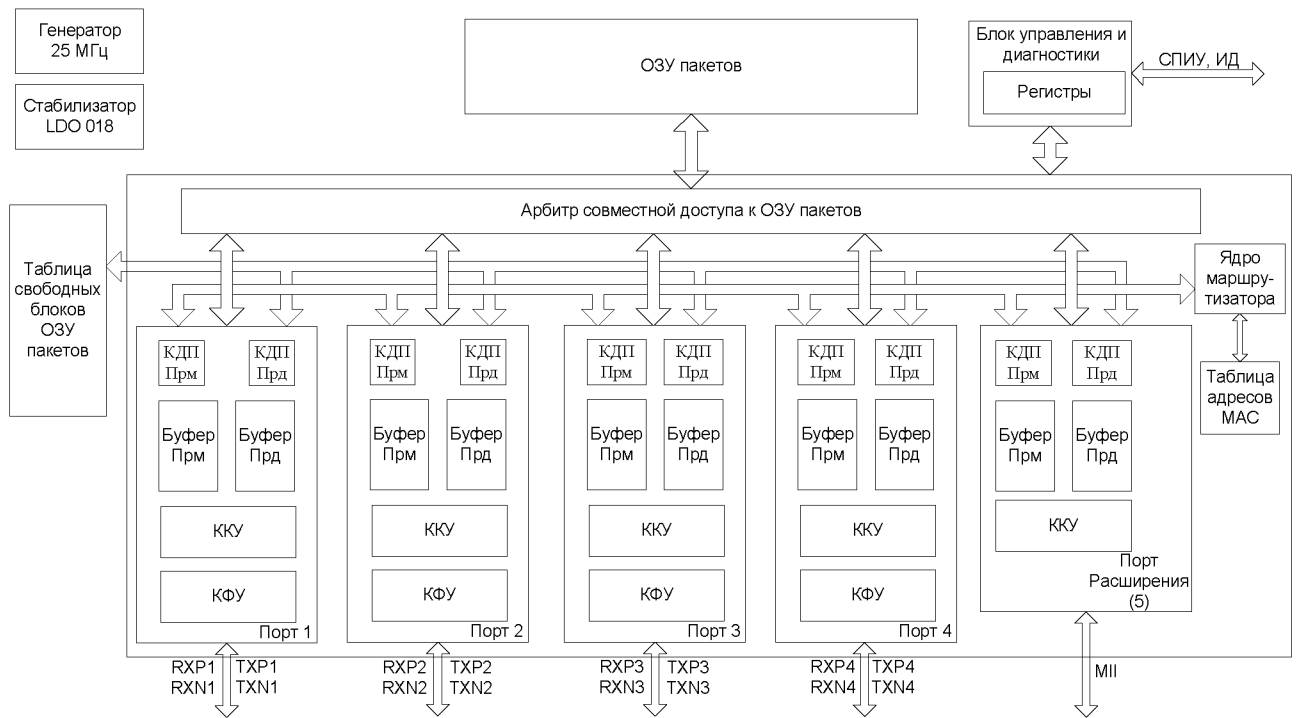 Генератор
25 МГц
Стабилизатор
LDO 018
ОЗУ пакетов
Блок управления и
диагностики
Регистры
СПИУ, ИД
Арбитр совместной доступа к ОЗУ пакетов
Таблица
свободных
блоков
ОЗУ
пакетов
Ядро
маршру-
тизатора
Таблица
адресов
MAC
КДП
Прм
КДП
Прд
Буфер
Прм
Буфер
Прд
ККУ
КФУ
Порт 1
КДП
Прм
КДП
Прд
Буфер
Прм
Буфер
Прд
ККУ
КФУ
Порт 2
КДП
Прм
КДП
Прд
Буфер
Прм
Буфер
Прд
ККУ
КФУ
Порт 3
КДП
Прм
КДП
Прд
Буфер
Прм
Буфер
Прд
ККУ
КФУ
Порт 4
КДП
Прм
КДП
Прд
Буфер
Прм
Буфер
Прд
ККУ
Порт
Расширения
(5)
RXP1 TXP1
RXN1 TXN1
RXP2 TXP2
RXN2 TXN2
RXP3 TXP3
RXN3 TXN3
RXP4 TXP4
RXN4 TXN4
MII